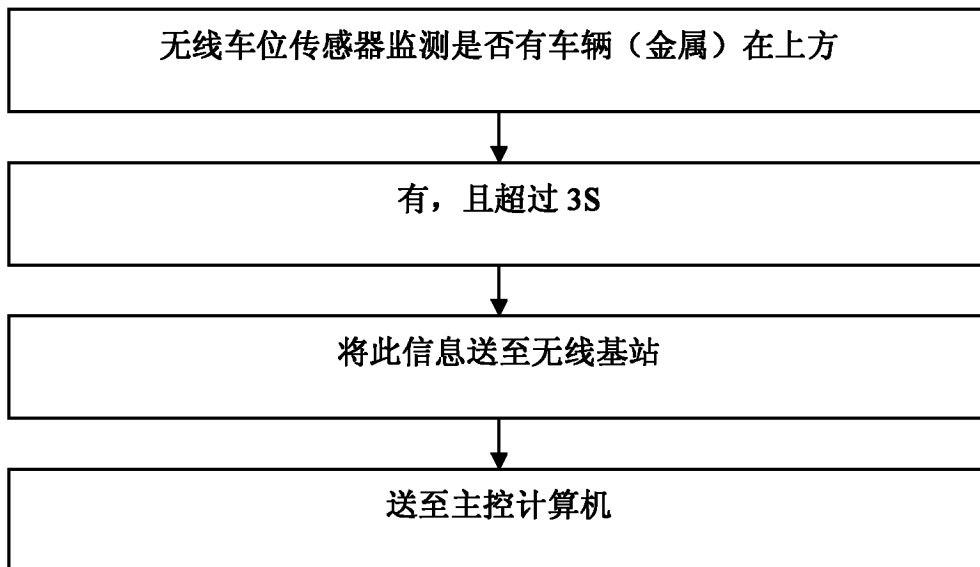 无线车位传感器监测是否有车辆（金属）在上方
有，且超过 3S
将此信息送至无线基站
送至主控计算机